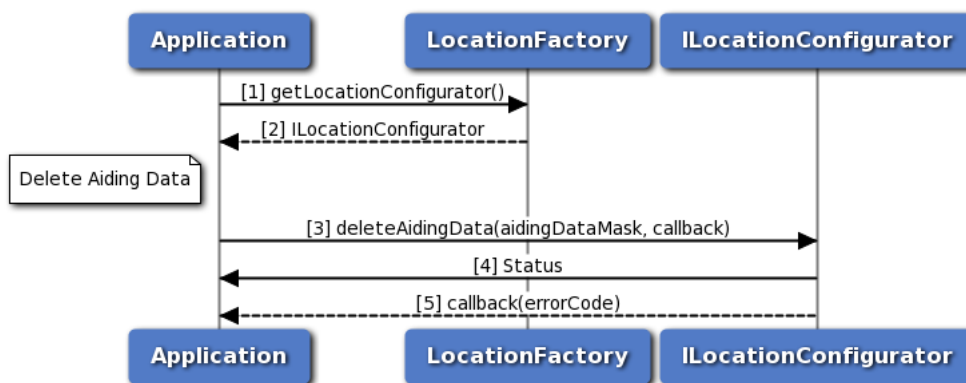 Application
LocationFactory
ILocationConfigurator
[1] getLocationConfigurator()
[2] ILocationConfigurator
Delete Aiding Data
[3] deleteAidingData(aidingDataMask, callback)
[4] Status
[5] callback(errorCode)
Application
LocationFactory
ILocationConfigurator